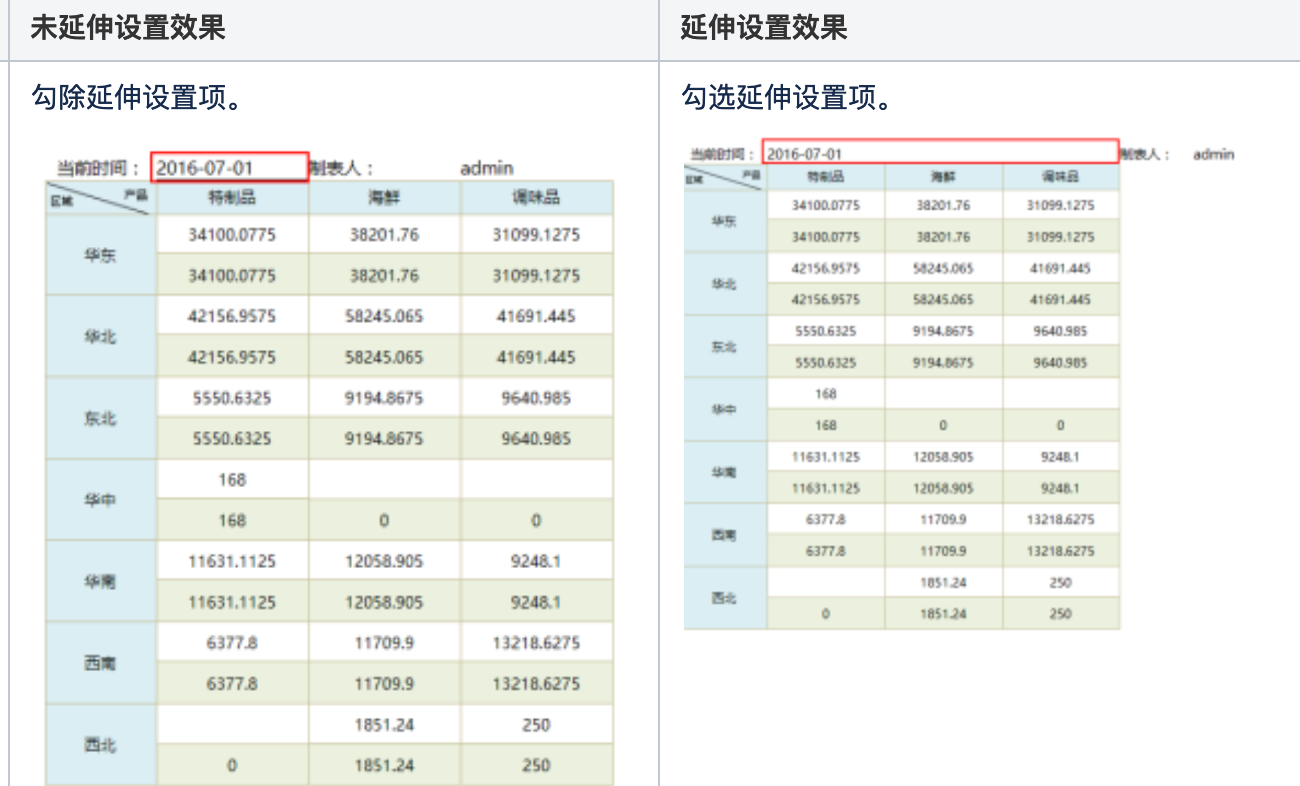 未延伸设置效果
勾除延伸设置项。
当前时间： 2016-07-01 制表人： admin
区域 产品 特制品 海鲜 调味品
华东 34100.0775 38201.76 31099.1275
34100.0775 38201.76 31099.1275
华北 42156.9575 58245.065 41691.445
42156.9575 58245.065 41691.445
东北 5550.6325 9194.8675 9640.985
5550.6325 9194.8675 9640.985
华中 168
168 0 0
华南 11631.1125 12058.905 9248.1
11631.1125 12058.905 9248.1
西南 6377.8 11709.9 13218.6275
6377.8 11709.9 13218.6275
西北 1851.24 250
0 1851.24 250
延伸设置效果
勾选延伸设置项。
当前时间： 2016-07-01 制表人： admin
区域 产品 特制品 海鲜 调味品
华东 34100.0775 38201.76 31099.1275
34100.0775 38201.76 31099.1275
华北 42156.9575 58245.065 41691.445
42156.9575 58245.065 41691.445
东北 5550.6325 9194.8675 9640.985
5550.6325 9194.8675 9640.985
华中 168
168 0 0
华南 11631.1125 12058.905 9248.1
11631.1125 12058.905 9248.1
西南 6377.8 11709.9 13218.6275
6377.8 11709.9 13218.6275
西北 1851.24 250
0 1851.24 250